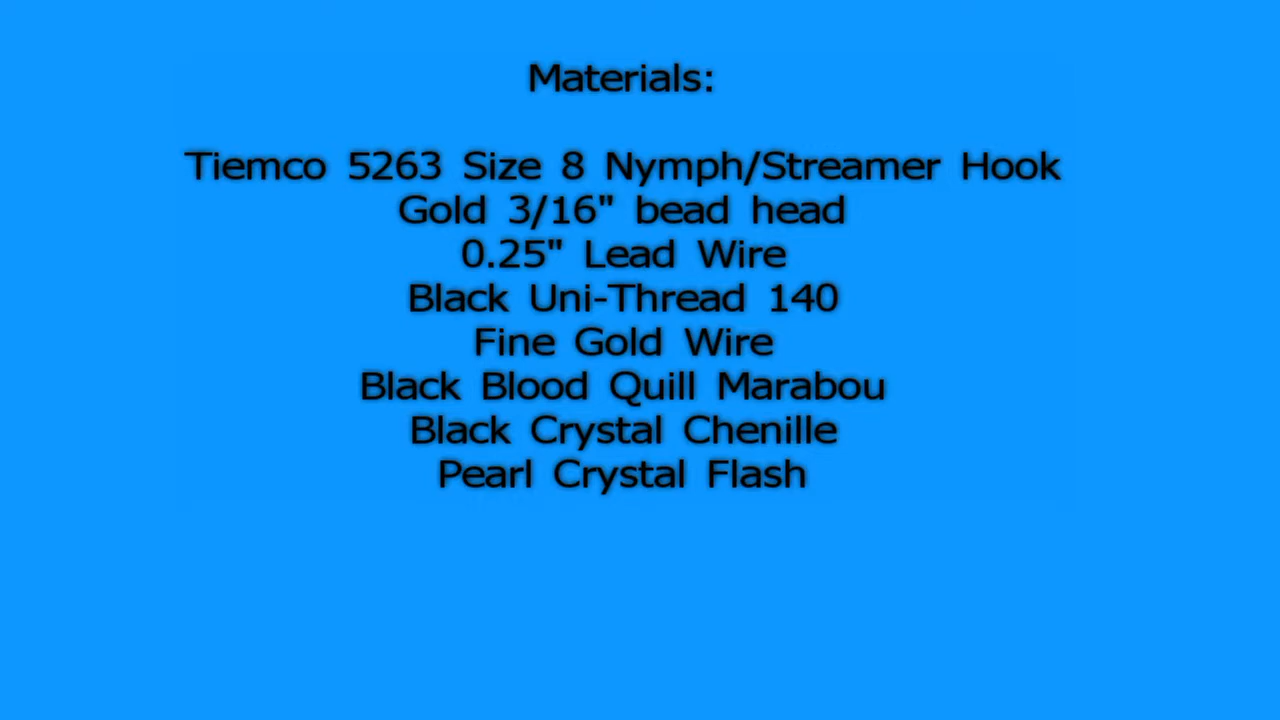 Materials:
Tiemco 5263 Size 8 Nymph/Streamer Hook
Gold 3/16" bead head
0.25" Lead Wire
Black Uni-Thread 140
Fine Gold Wire
Black Blood Quill Marabou
Black Crystal Chenille
Pearl Crystal Flash